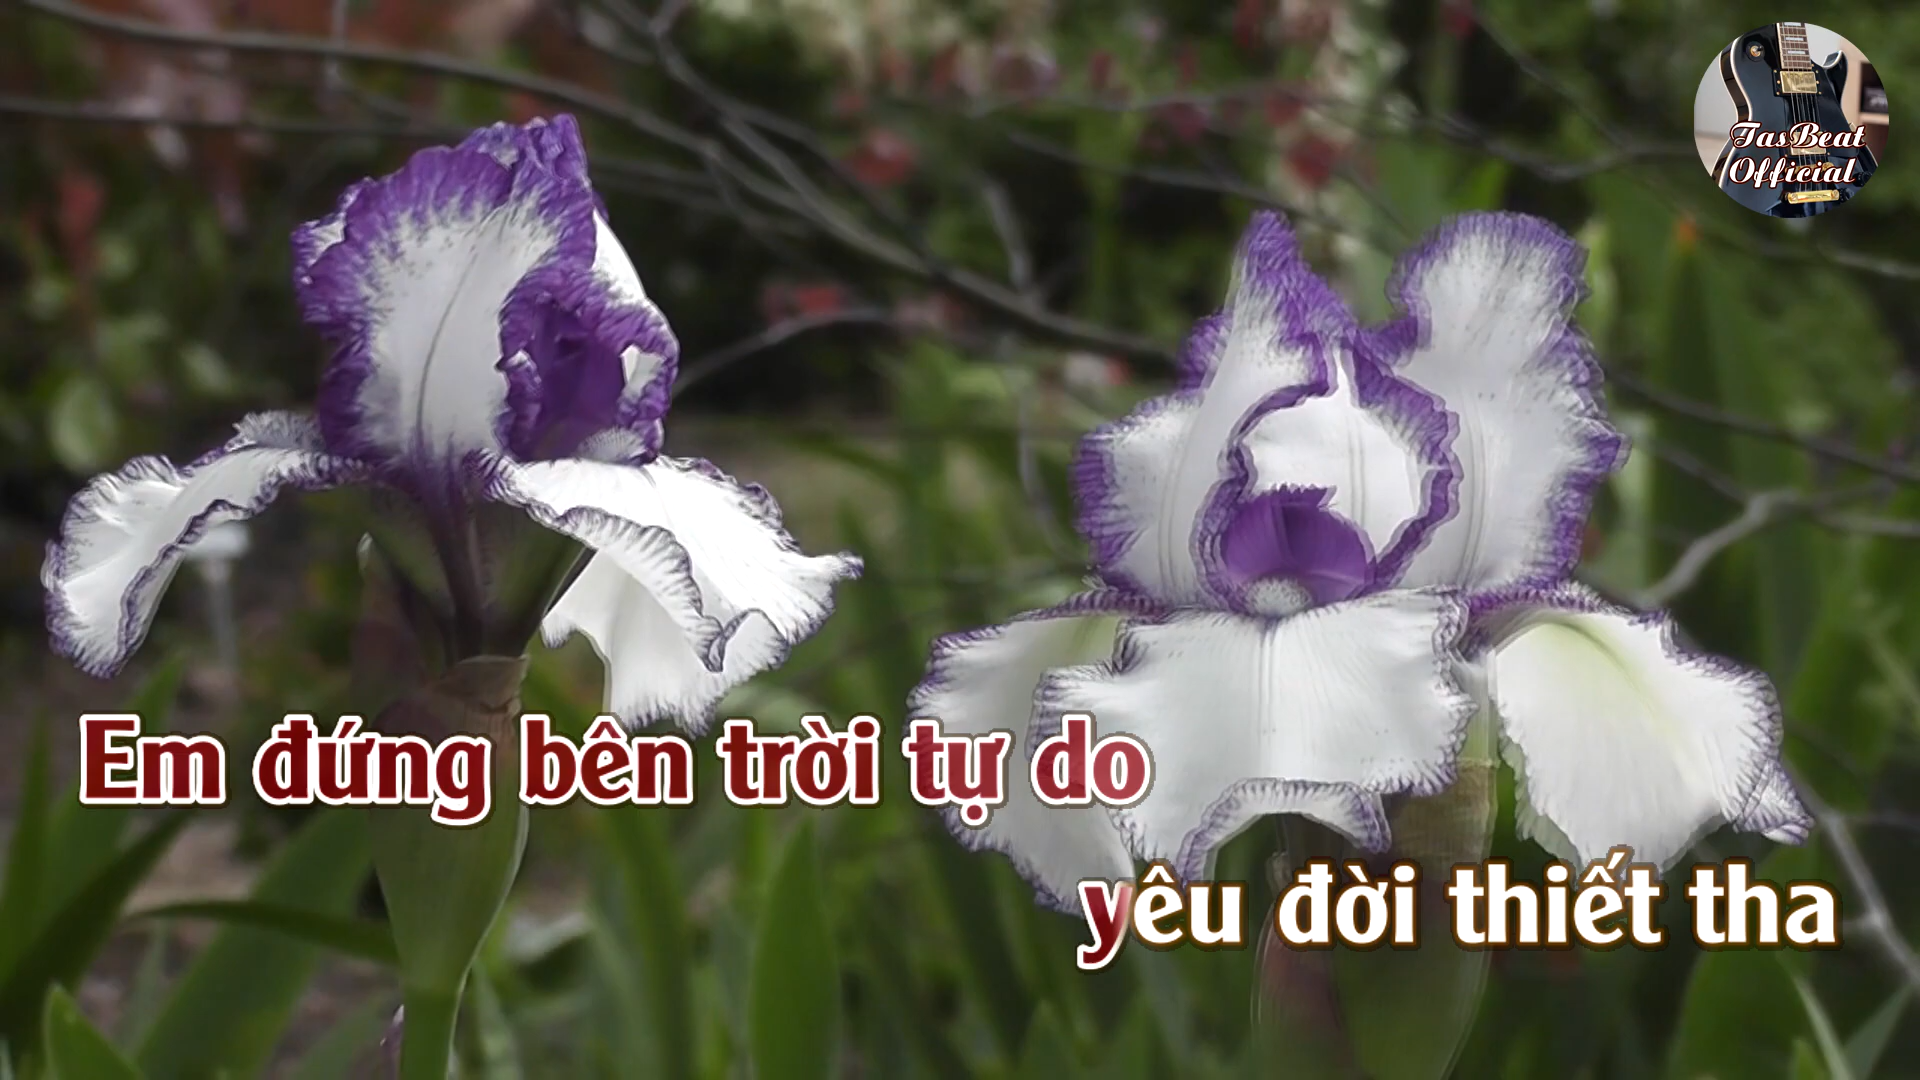 TasBeat
Official
Em đứng bên trời tự do
yêu đời thiết tha